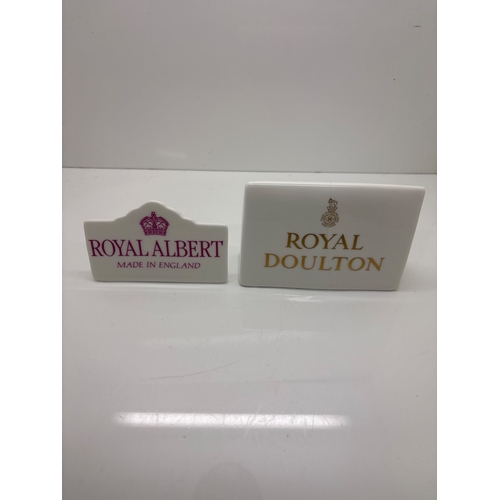 ROYAL ALBERT
MADE IN ENGLAND
ROYAL
DOULTON